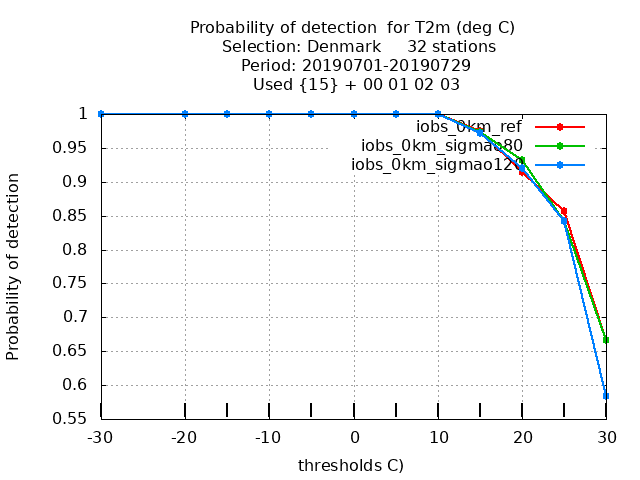 Probability of detection  for T2m (deg C)
Selection: Denmark     32 stations
Period: 20190701-20190729
Used {15} + 00 01 02 03
Probability of detection
1
0.95
0.9
0.85
0.8
0.75
0.7
0.65
0.6
0.55
iobs_0km_ref
iobs_0km_sigmao80
iobs_0km_sigmao120
-30 -20 -10 0 10 20 30
thresholds C)